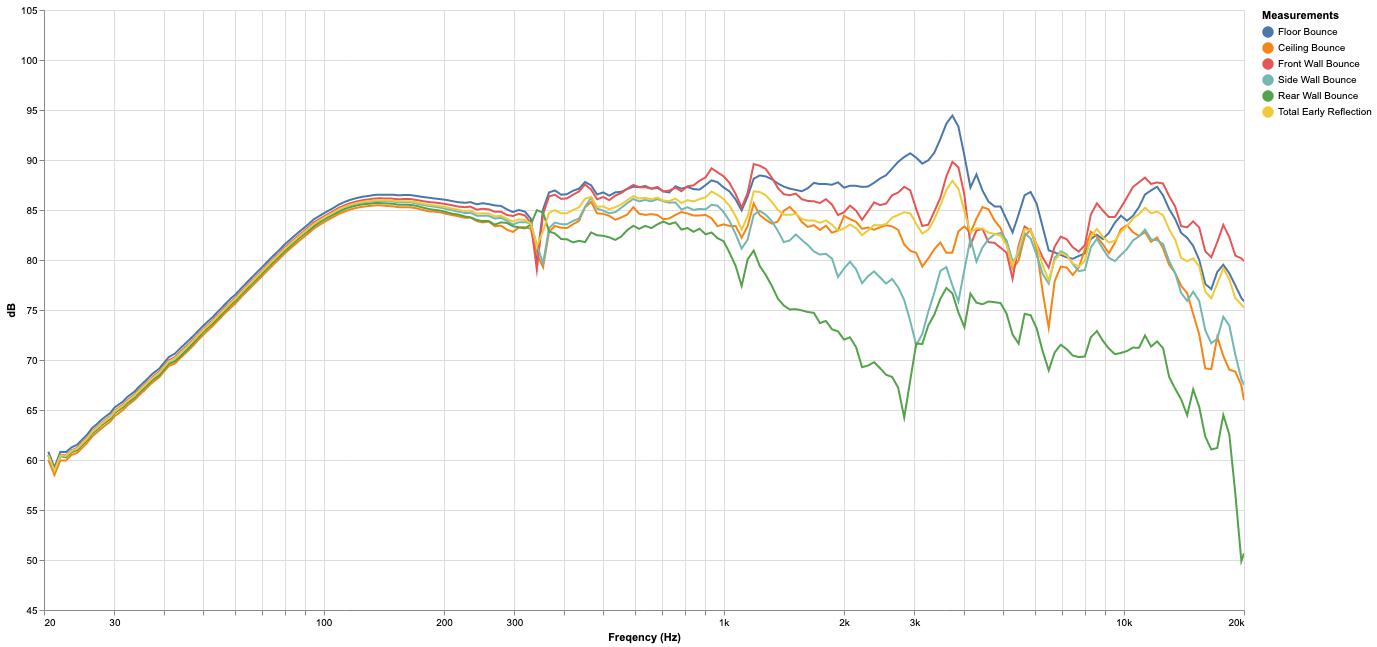 105
100
95
90
85
80
75
70
65
60
55
50
45
dB
20 30 100 200 300 1k 2k 3k 10k 20k
Freqency (Hz)
Measurements
Floor Bounce
Ceiling Bounce
Front Wall Bounce
Side Wall Bounce
Rear Wall Bounce
Total Early Reflection